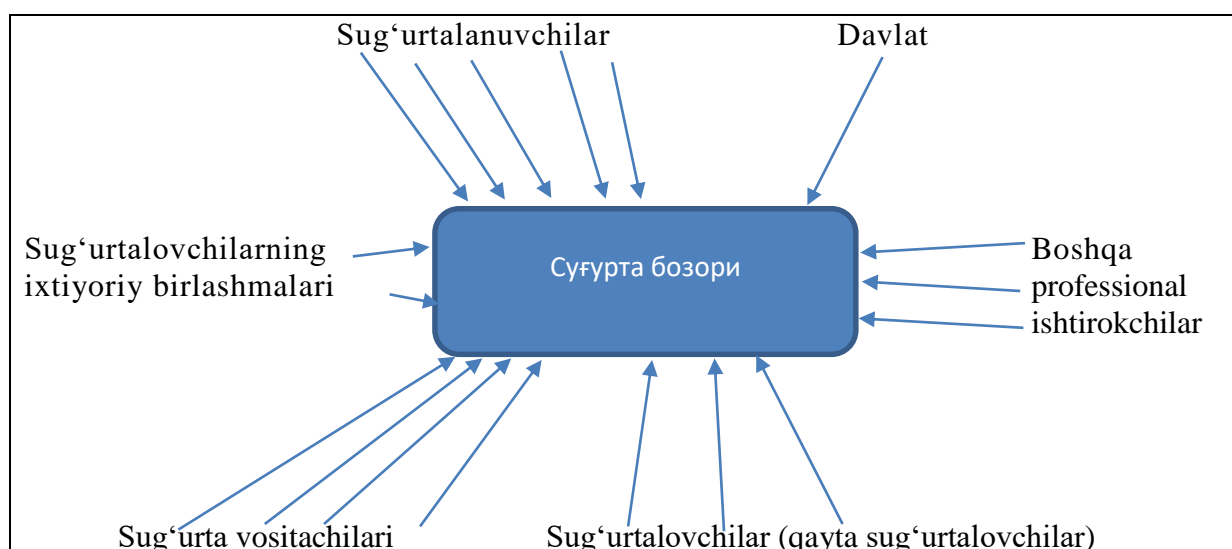 Sug‘urtalanuvchilar
Davlat
Sug‘urtalovchilarning
ixtiyoriy birlashmalari
Суғурта бозори
Boshqa
professional
ishtirokchilar
Sug‘urta vositachilari
Sug‘urtalovchilar (qayta sug‘urtalovchilar)